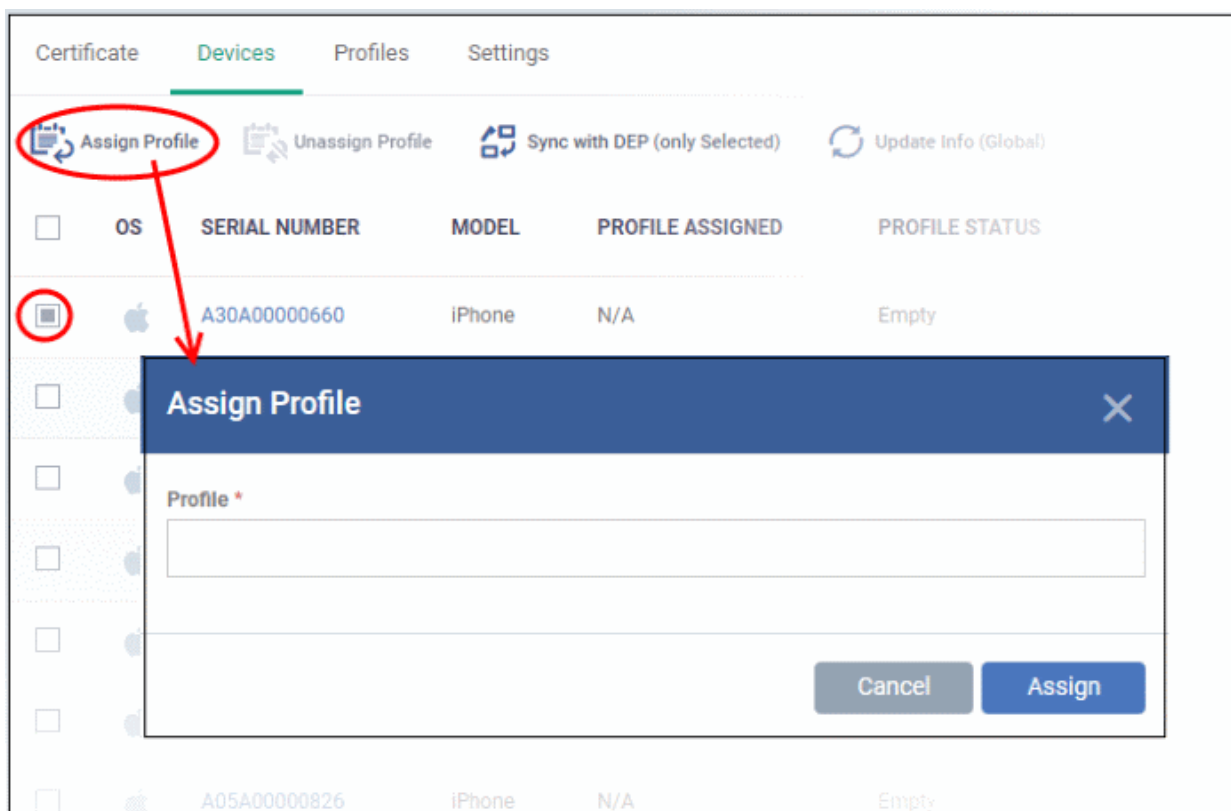 Certificate Devices Profiles Settings
Assign Profile Unassign Profile Sync with DEP (only Selected) Update Info (Global)
OS SERIAL NUMBER MODEL PROFILE ASSIGNED PROFILE STATUS
A30A00000660 iPhone N/A Empty
Assign Profile
Profile *
Cancel Assign
A05A00000826 iPhone N/A Empty